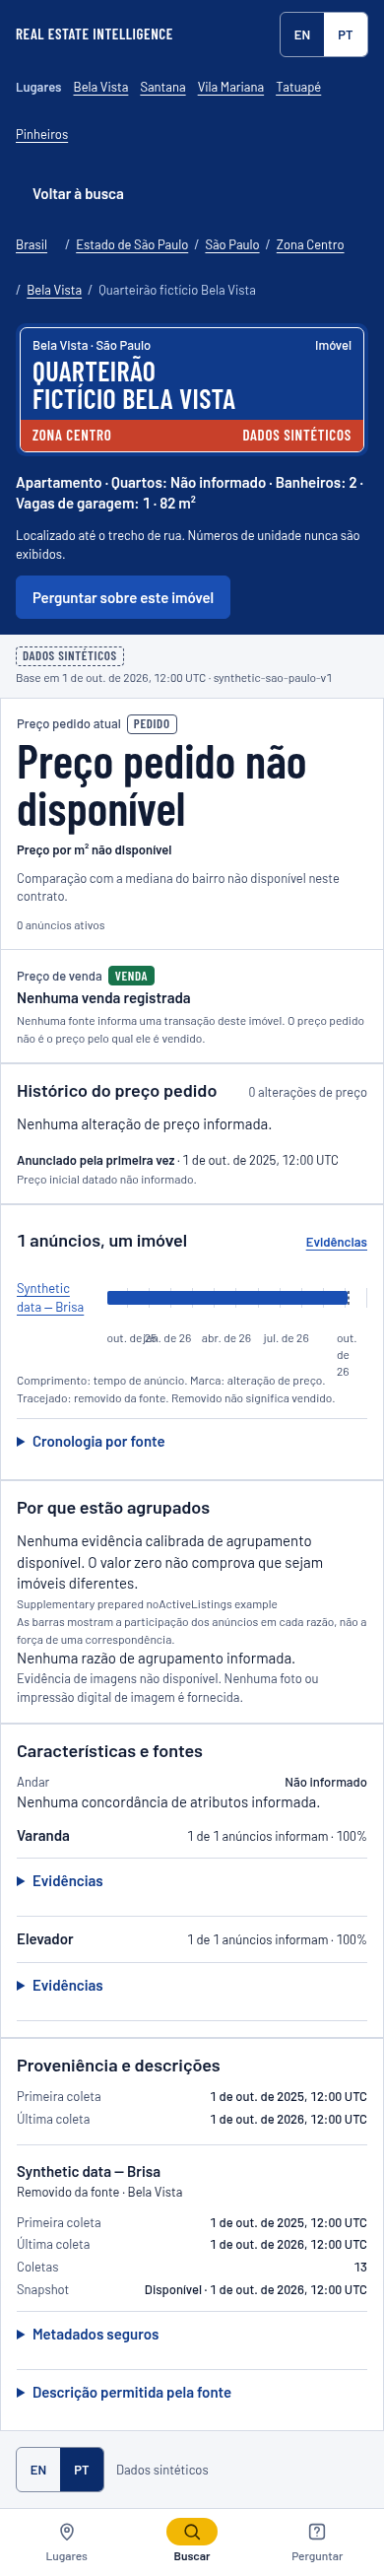 REAL ESTATE INTELLIGENCE
EN PT
Lugares Bela Vista Santana Vila Mariana Tatuapé
Pinheiros
Voltar à busca
Brasil / Estado de São Paulo / São Paulo / Zona Centro
/ Bela Vista / Quarteirão fictício Bela Vista
Bela Vista · São Paulo Imóvel
QUARTEIRÃO
FICTÍCIO BELA VISTA
ZONA CENTRO DADOS SINTÉTICOS
Apartamento · Quartos: Não informado · Banheiros: 2 ·
Vagas de garagem: 1 · 82 m²
Localizado até o trecho de rua. Números de unidade nunca são
exibidos.
Perguntar sobre este imóvel
DADOS SINTÉTICOS
Base em 1 de out. de 2026, 12:00 UTC · synthetic-sao-paulo-v1
Preço pedido atual PEDIDO
Preço pedido não
disponível
Preço por m² não disponível
Comparação com a mediana do bairro não disponível neste
contrato.
0 anúncios ativos
Preço de venda VENDA
Nenhuma venda registrada
Nenhuma fonte informa uma transação deste imóvel. O preço pedido
não é o preço pelo qual ele é vendido.
Histórico do preço pedido 0 alterações de preço
Nenhuma alteração de preço informada.
Anunciado pela primeira vez · 1 de out. de 2025, 12:00 UTC
Preço inicial datado não informado.
1 anúncios, um imóvel Evidências
Synthetic
data — Brisa
out. de 25 jan. de 26 abr. de 26 jul. de 26 out.
de
26
Comprimento: tempo de anúncio. Marca: alteração de preço.
Tracejado: removido da fonte. Removido não significa vendido.
Cronologia por fonte
Por que estão agrupados
Nenhuma evidência calibrada de agrupamento
disponível. O valor zero não comprova que sejam
imóveis diferentes.
Supplementary prepared noActiveListings example
As barras mostram a participação dos anúncios em cada razão, não a
força de uma correspondência.
Nenhuma razão de agrupamento informada.
Evidência de imagens não disponível. Nenhuma foto ou
impressão digital de imagem é fornecida.
Características e fontes
Andar Não informado
Nenhuma concordância de atributos informada.
Varanda 1 de 1 anúncios informam · 100%
Evidências
Elevador 1 de 1 anúncios informam · 100%
Evidências
Proveniência e descrições
Primeira coleta 1 de out. de 2025, 12:00 UTC
Última coleta 1 de out. de 2026, 12:00 UTC
Synthetic data — Brisa
Removido da fonte · Bela Vista
Primeira coleta 1 de out. de 2025, 12:00 UTC
Última coleta 1 de out. de 2026, 12:00 UTC
Coletas 13
Snapshot Disponível · 1 de out. de 2026, 12:00 UTC
Metadados seguros
Descrição permitida pela fonte
EN PT Dados sintéticos
Lugares Buscar Perguntar